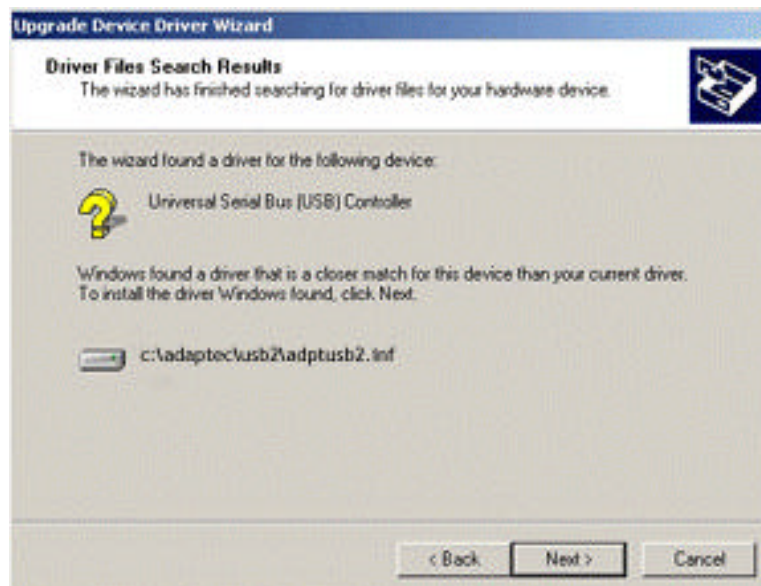 Upgrade Device Driver Wizard
Driver Files Search Results
The wizard has finished searching for driver files for your hardware device.
The wizard found a driver for the following device:
Universal Serial Bus (USB) Controller
Windows found a driver that is a closer match for this device than your current driver.
To install the driver Windows found, click Next.
c:\adaptec\usb2\adptusb2.inf
< Back
Next >
Cancel